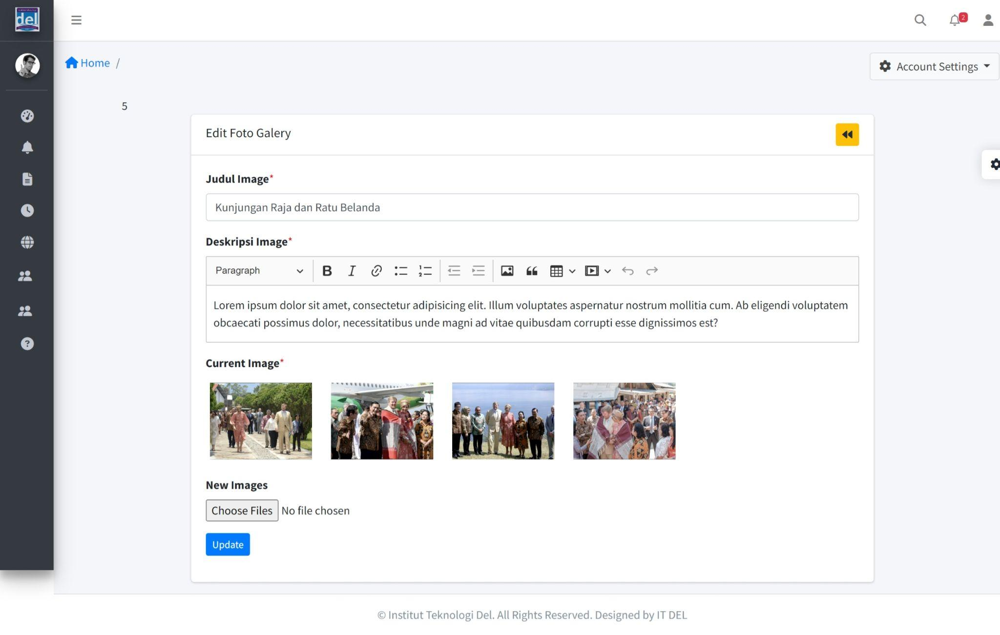 del
2
Home /
Account Settings
5
Edit Foto Galery
Judul Image*
Kunjungan Raja dan Ratu Belanda
Deskripsi Image*
Paragraph
Lorem ipsum dolor sit amet, consectetur adipisicing elit. Illum voluptates aspernatur nostrum mollitia cum. Ab eligendi voluptatem
obcaecati possimus dolor, necessitatibus unde magni ad vitae quibusdam corrupti esse dignissimos est?
Current Image*
New Images
Choose Files No file chosen
Update
© Institut Teknologi Del. All Rights Reserved. Designed by IT DEL